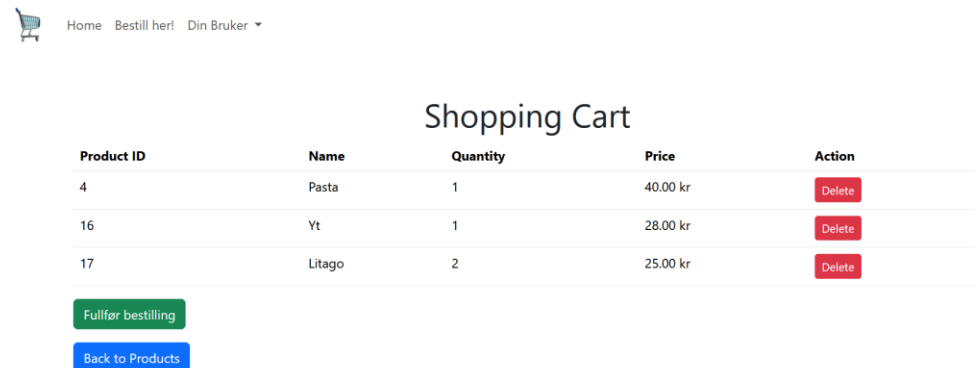 Home Bestill her! Din Bruker
Shopping Cart
Product ID Name Quantity Price Action
4 Pasta 1 40.00 kr Delete
16 Yt 1 28.00 kr Delete
17 Litago 2 25.00 kr Delete
Fullfør bestilling
Back to Products